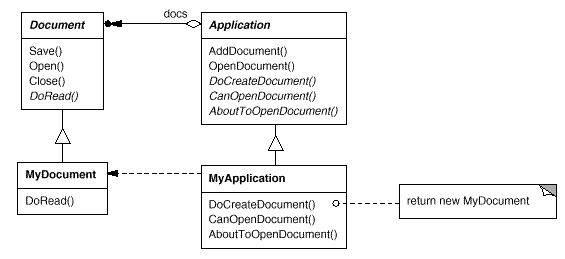 docs
Document
Save()
Open()
Close()
DoRead()
Application
AddDocument()
OpenDocument()
DoCreateDocument()
CanOpenDocument()
AboutToOpenDocument()
MyDocument
DoRead()
MyApplication
DoCreateDocument()
CanOpenDocument()
AboutToOpenDocument()
return new MyDocument